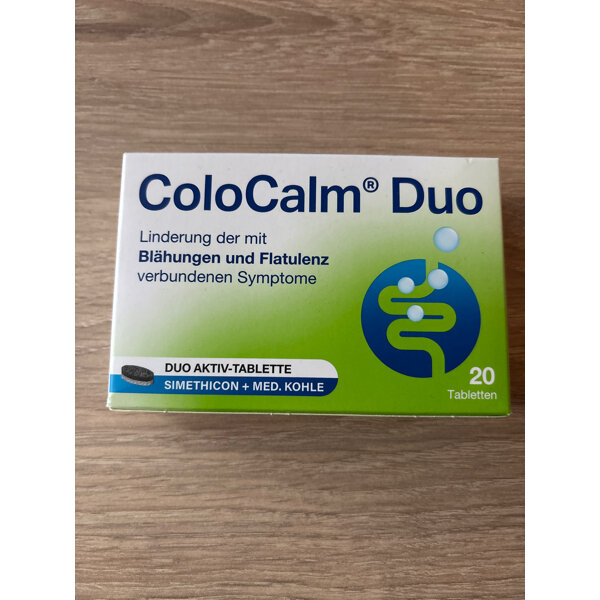 ColoCalm® Duo
Linderung der mit
Blähungen und Flatulenz
verbundenen Symptome
DUO AKTIV-TABLETTE
SIMETHICON + MED. KOHLE
20
Tabletten